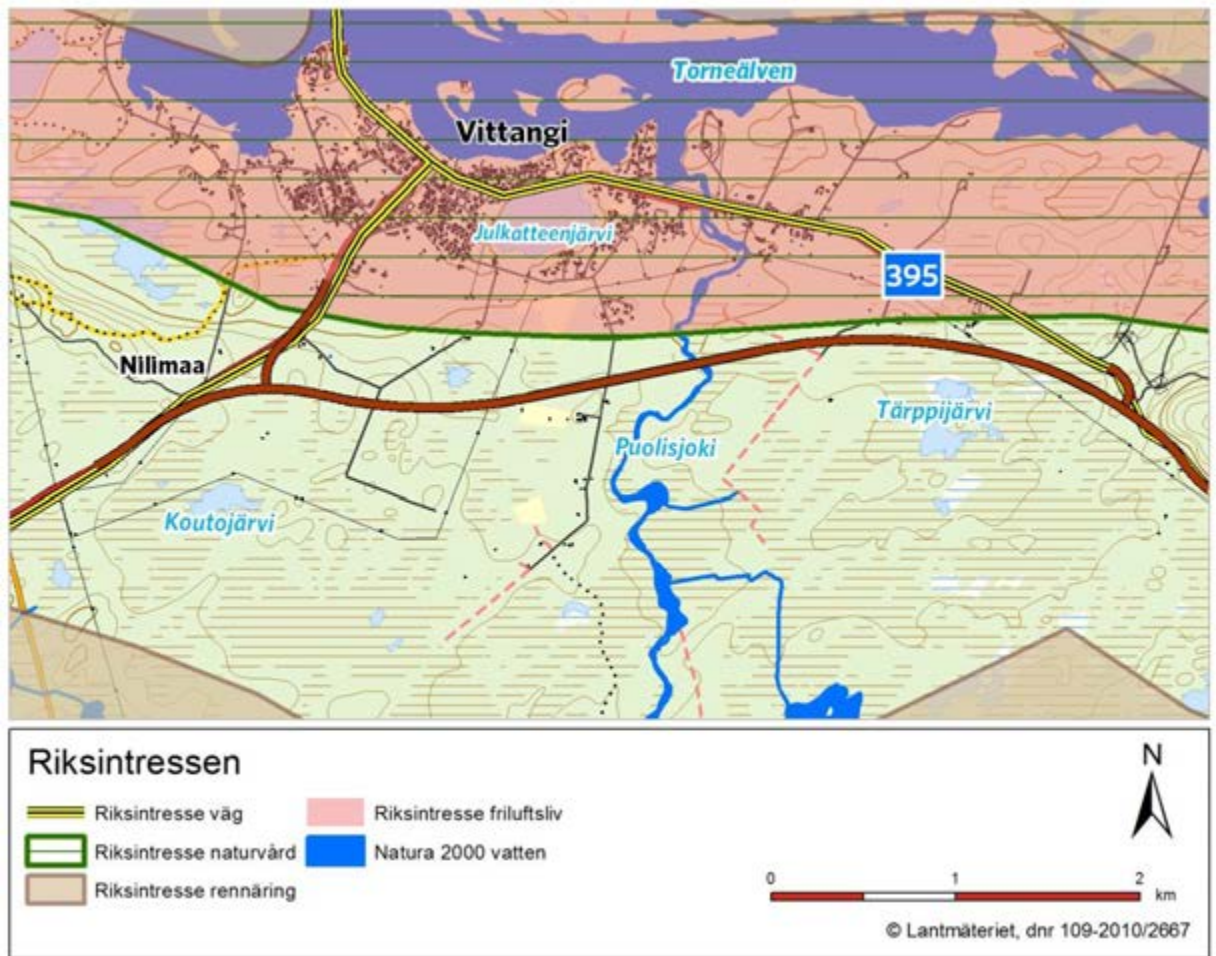 Torneälven
Vittangi
Julkatteenjärvi
395
Nilimaa
Tärppijärvi
Puolisjoki
Koutojärvi
Riksintressen
N
Riksintresse väg
Riksintresse friluftsliv
Riksintresse naturvård
Natura 2000 vatten
Riksintresse rennäring
0 1 2
km
© Lantmäteriet, dnr 109-2010/2667